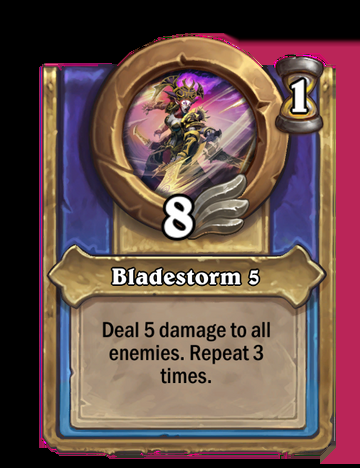 1
8
Bladestorm 5
Deal 5 damage to all
enemies. Repeat 3
times.